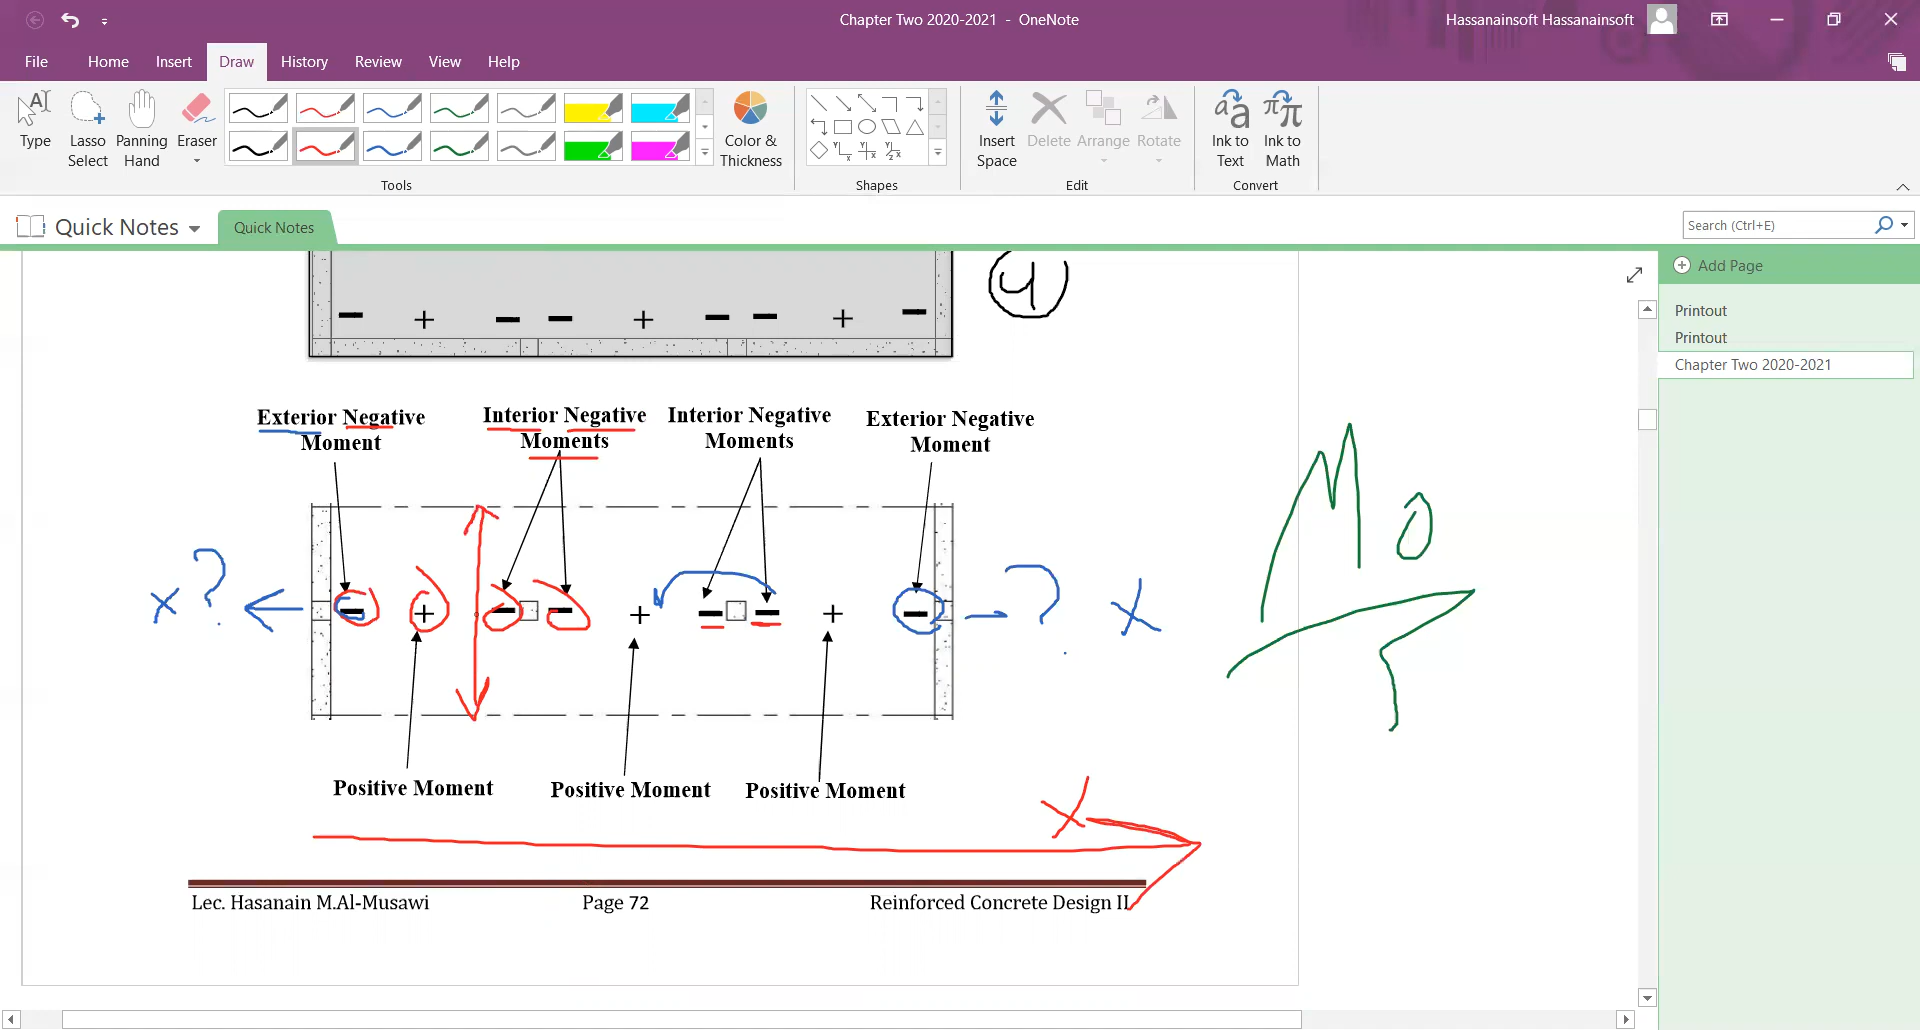 Chapter Two 2020-2021 - OneNote
Hassanainsoft Hassanainsoft
File Home Insert Draw History Review View Help
Type
Lasso Select
Panning Hand
Eraser
Color & Thickness
Insert Space
Delete
Arrange
Rotate
Ink to Text
Ink to Math
Tools
Shapes
Edit
Convert
Quick Notes
Quick Notes
Search (Ctrl+E)
Add Page
Printout
Printout
Chapter Two 2020-2021
4
− + − − + − − + −
Exterior Negative
Moment
Interior Negative
Moments
Interior Negative
Moments
Exterior Negative
Moment
x ?
− + − − + − − + −
? x
Mo
Positive Moment
Positive Moment
Positive Moment
x
Lec. Hasanain M.Al-Musawi
Page 72
Reinforced Concrete Design II